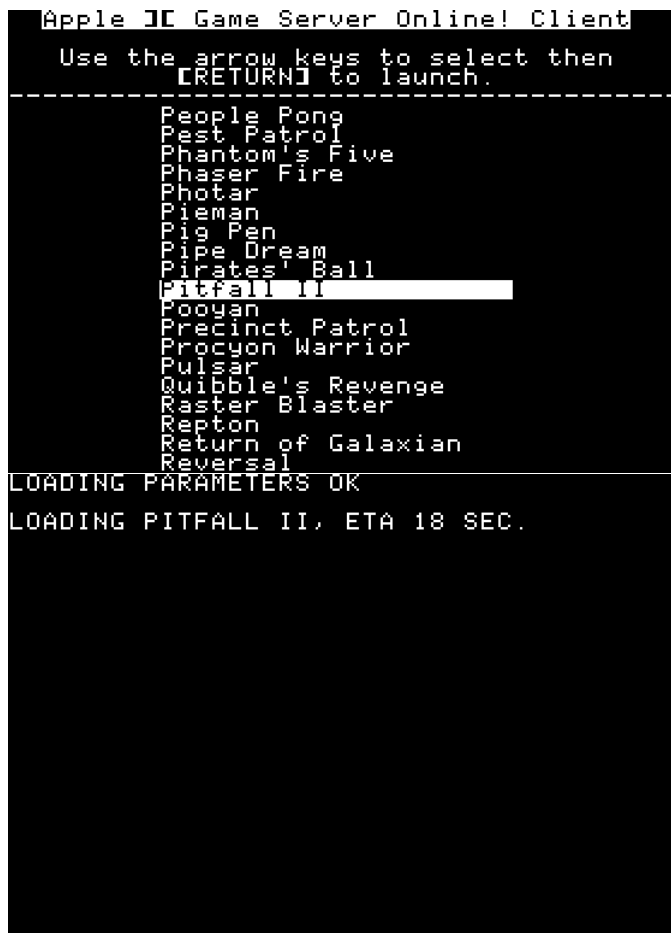 Apple ][ Game Server Online! Client
Use the arrow keys to select then
[RETURN] to launch.
----------------------------------------
People Pong
Pest Patrol
Phantom's Five
Phaser Fire
Photar
Pieman
Pig Pen
Pipe Dream
Pirates' Ball
Pitfall II
Pooyan
Precinct Patrol
Procyon Warrior
Pulsar
Quibble's Revenge
Raster Blaster
Repton
Return of Galaxian
Reversal
LOADING PARAMETERS OK
LOADING PITFALL II, ETA 18 SEC.